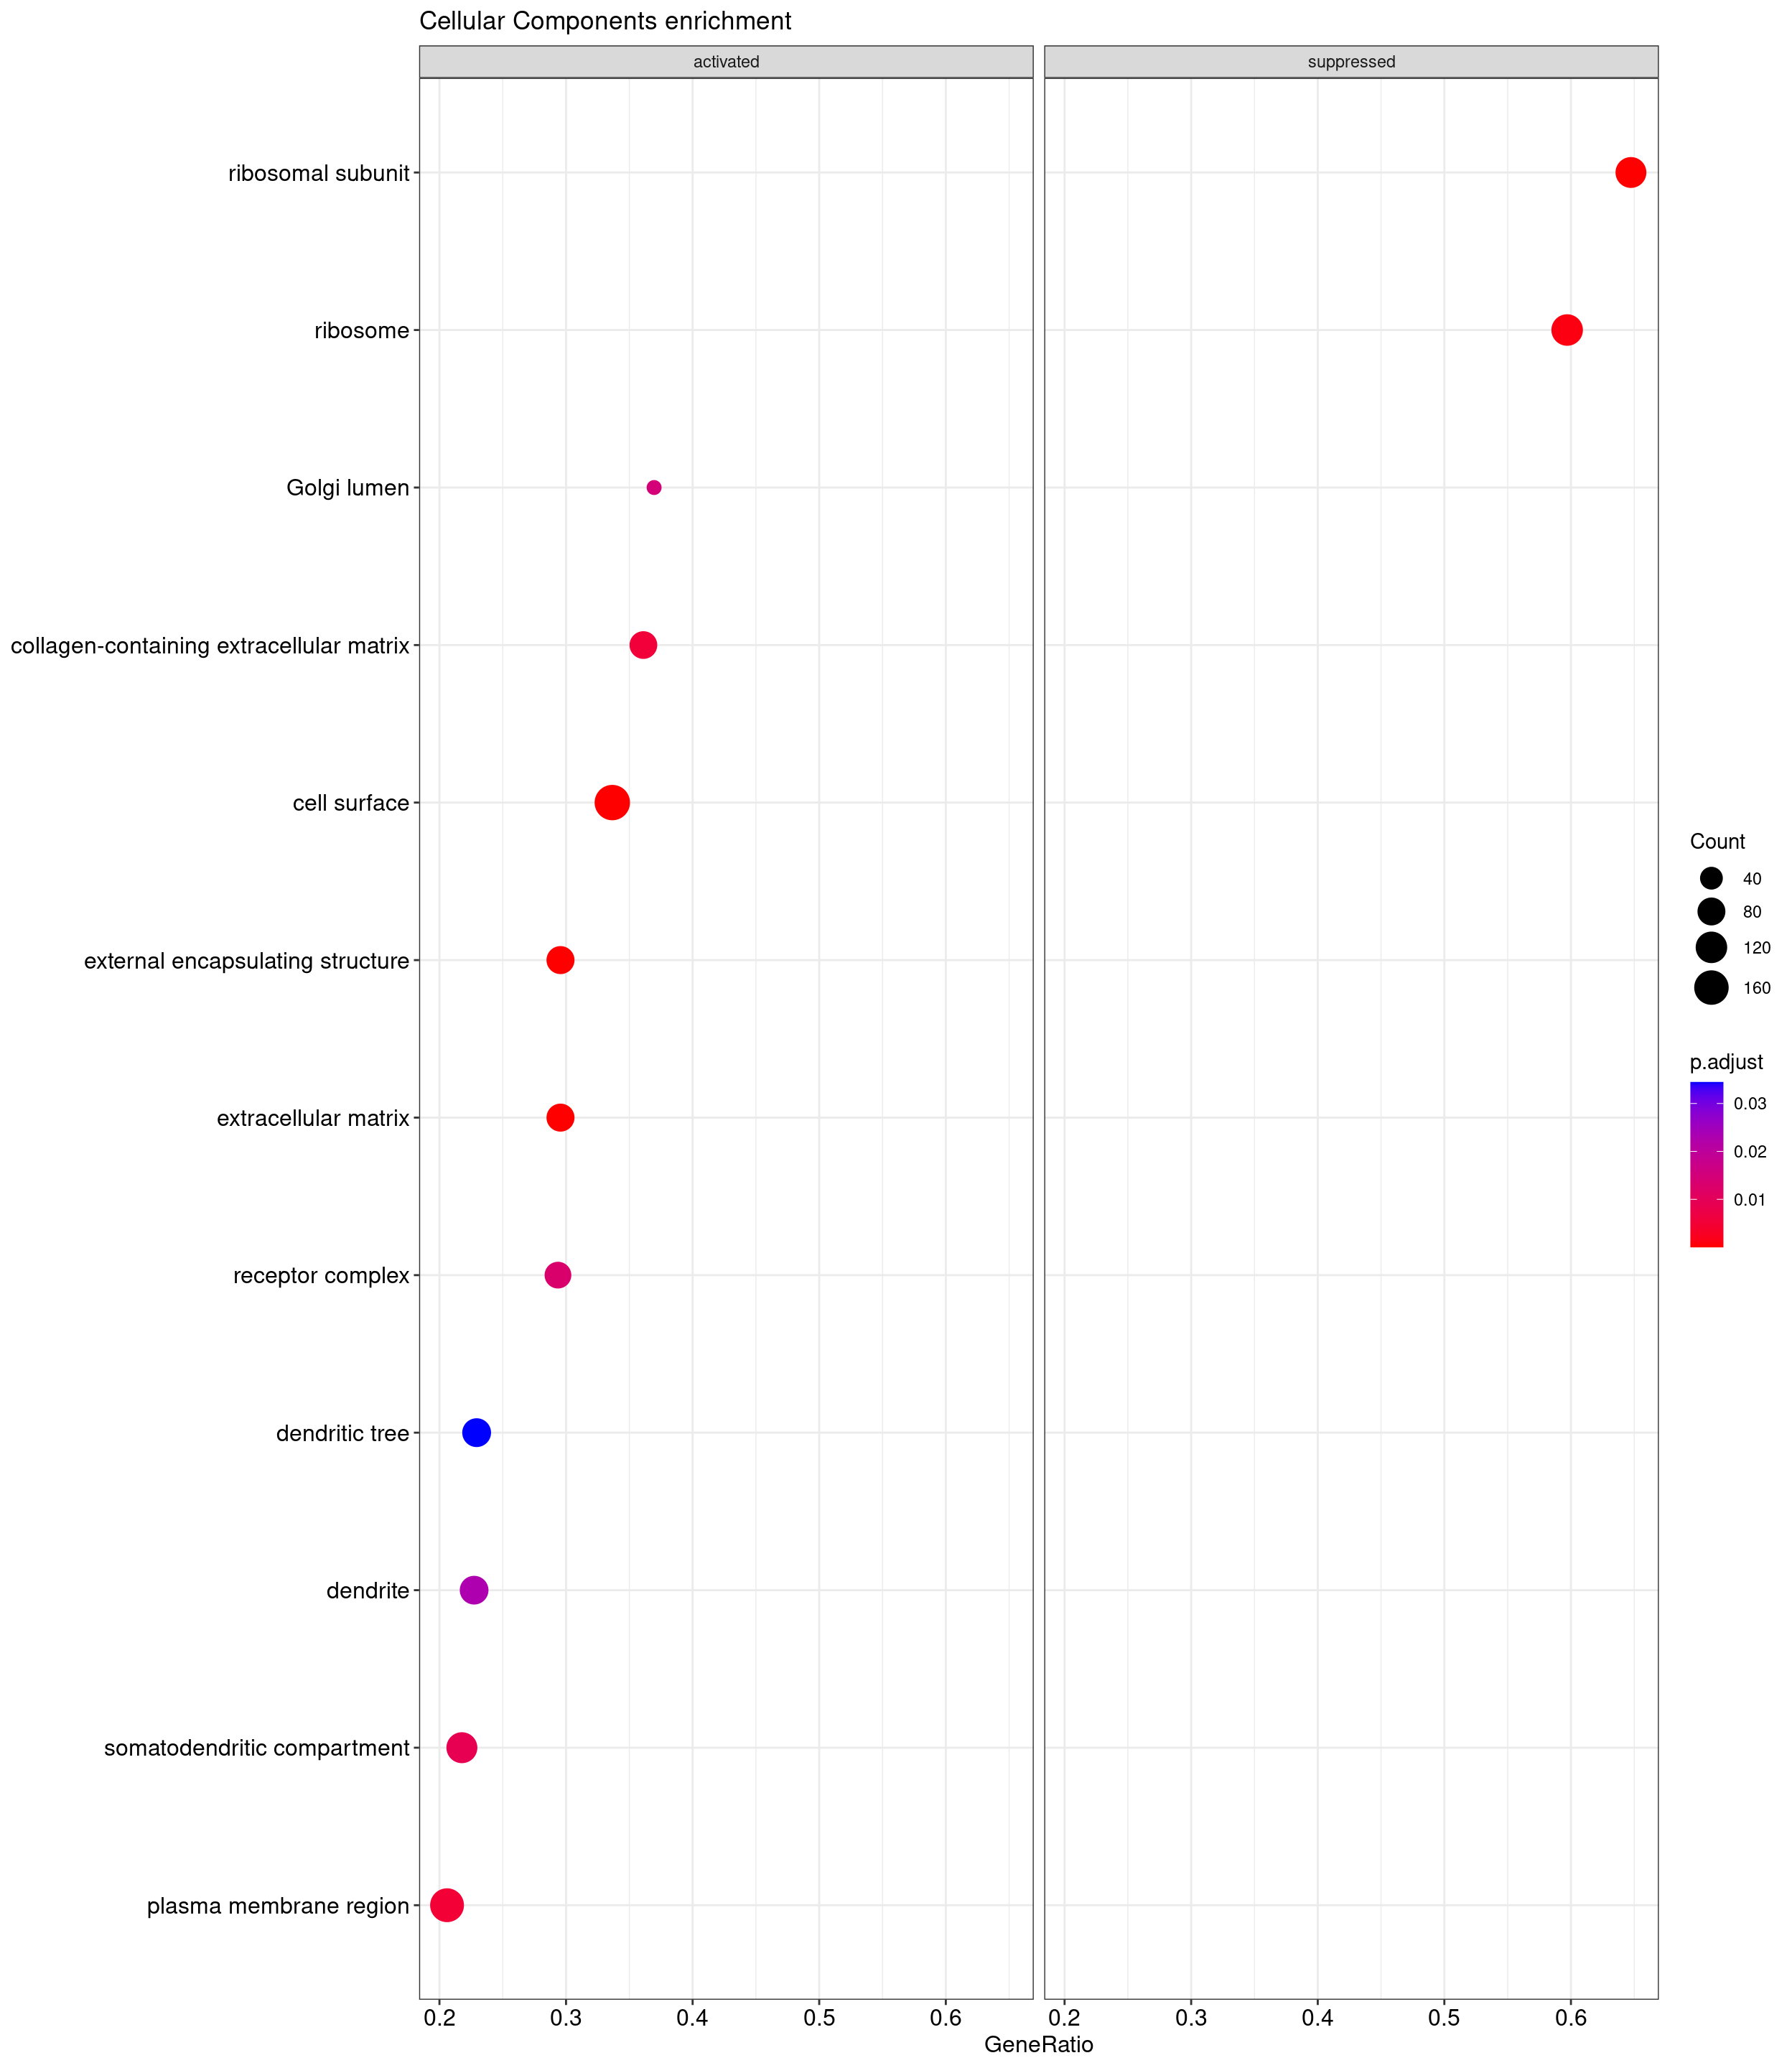 Cellular Components enrichment
activated
suppressed
ribosomal subunit
ribosome
Golgi lumen
collagen-containing extracellular matrix
cell surface
external encapsulating structure
extracellular matrix
receptor complex
dendritic tree
dendrite
somatodendritic compartment
plasma membrane region
0.2 0.3 0.4 0.5 0.6
0.2 0.3 0.4 0.5 0.6
GeneRatio
Count
40
80
120
160
p.adjust
0.03
0.02
0.01